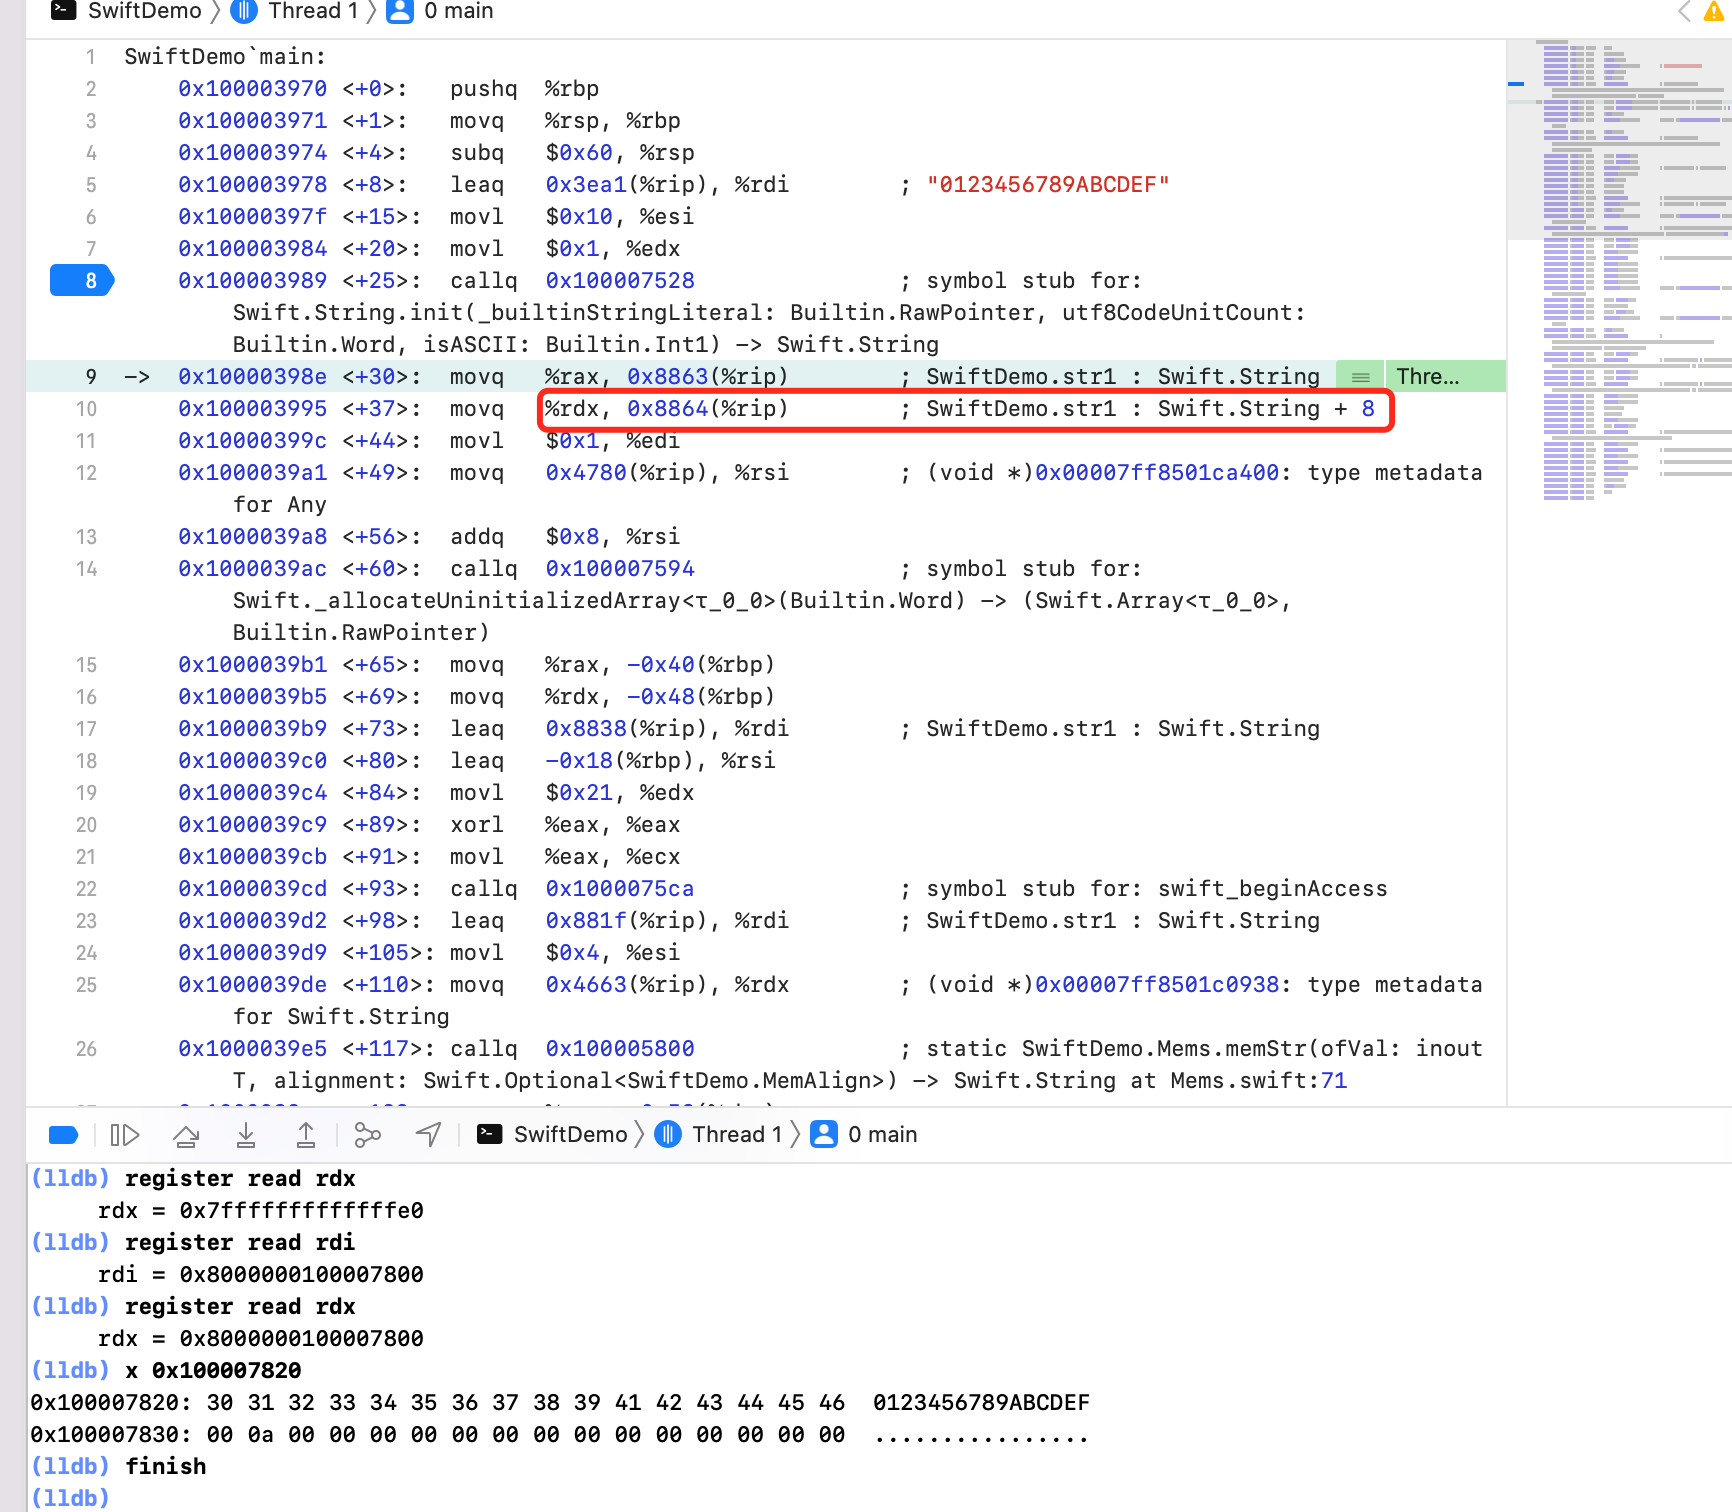 SwiftDemo 〉 Thread 1 〉 0 main
1 SwiftDemo`main:
2 0x100003970 <+0>: pushq %rbp
3 0x100003971 <+1>: movq %rsp, %rbp
4 0x100003974 <+4>: subq $0x60, %rsp
5 0x100003978 <+8>: leaq 0x3ea1(%rip), %rdi ; "0123456789ABCDEF"
6 0x10000397f <+15>: movl $0x10, %esi
7 0x100003984 <+20>: movl $0x1, %edx
8 0x100003989 <+25>: callq 0x100007528 ; symbol stub for:
Swift.String.init(_builtinStringLiteral: Builtin.RawPointer, utf8CodeUnitCount:
Builtin.Word, isASCII: Builtin.Int1) -> Swift.String
9 -> 0x10000398e <+30>: movq %rax, 0x8863(%rip) ; SwiftDemo.str1 : Swift.String Thre...
10 0x100003995 <+37>: movq %rdx, 0x8864(%rip) ; SwiftDemo.str1 : Swift.String + 8
11 0x10000399c <+44>: movl $0x1, %edi
12 0x1000039a1 <+49>: movq 0x4780(%rip), %rsi ; (void *)0x00007ff8501ca400: type metadata
for Any
13 0x1000039a8 <+56>: addq $0x8, %rsi
14 0x1000039ac <+60>: callq 0x100007594 ; symbol stub for:
Swift._allocateUninitializedArray<τ_0_0>(Builtin.Word) -> (Swift.Array<τ_0_0>,
Builtin.RawPointer)
15 0x1000039b1 <+65>: movq %rax, -0x40(%rbp)
16 0x1000039b5 <+69>: movq %rdx, -0x48(%rbp)
17 0x1000039b9 <+73>: leaq 0x8838(%rip), %rdi ; SwiftDemo.str1 : Swift.String
18 0x1000039c0 <+80>: leaq -0x18(%rbp), %rsi
19 0x1000039c4 <+84>: movl $0x21, %edx
20 0x1000039c9 <+89>: xorl %eax, %eax
21 0x1000039cb <+91>: movl %eax, %ecx
22 0x1000039cd <+93>: callq 0x1000075ca ; symbol stub for: swift_beginAccess
23 0x1000039d2 <+98>: leaq 0x881f(%rip), %rdi ; SwiftDemo.str1 : Swift.String
24 0x1000039d9 <+105>: movl $0x4, %esi
25 0x1000039de <+110>: movq 0x4663(%rip), %rdx ; (void *)0x00007ff8501c0938: type metadata
for Swift.String
26 0x1000039e5 <+117>: callq 0x100005800 ; static SwiftDemo.Mems.memStr(ofVal: inout
T, alignment: Swift.Optional<SwiftDemo.MemAlign>) -> Swift.String at Mems.swift:71
SwiftDemo 〉 Thread 1 〉 0 main
(lldb) register read rdx
rdx = 0x7fffffffffffffe0
(lldb) register read rdi
rdi = 0x8000000100007800
(lldb) register read rdx
rdx = 0x8000000100007800
(lldb) x 0x100007820
0x100007820: 30 31 32 33 34 35 36 37 38 39 41 42 43 44 45 46 0123456789ABCDEF
0x100007830: 00 0a 00 00 00 00 00 00 00 00 00 00 00 00 00 00 ................
(lldb) finish
(lldb)